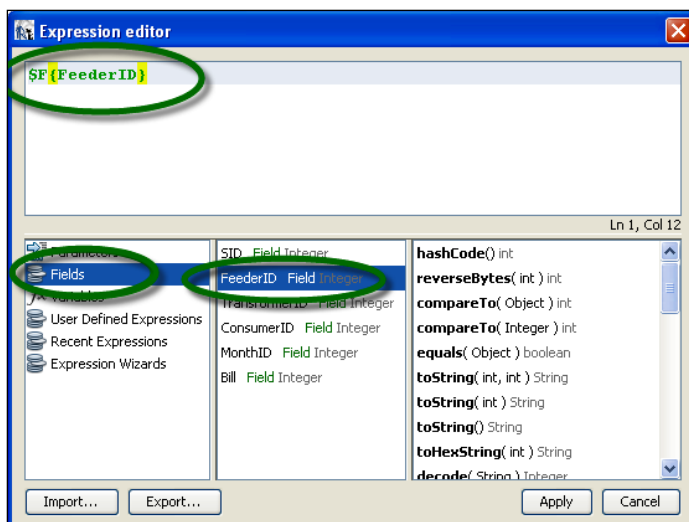 Expression editor
$F{FeederID}
Ln 1, Col 12
Parameters
Fields
Variables
User Defined Expressions
Recent Expressions
Expression Wizards
SID Field Integer
FeederID Field Integer
TransformerID Field Integer
ConsumerID Field Integer
MonthID Field Integer
Bill Field Integer
hashCode() int
reverseBytes( int ) int
compareTo( Object ) int
compareTo( Integer ) int
equals( Object ) boolean
toString( int, int ) String
toString( int ) String
toString() String
toHexString( int ) String
decode( String ) Integer
Import...
Export...
Apply
Cancel